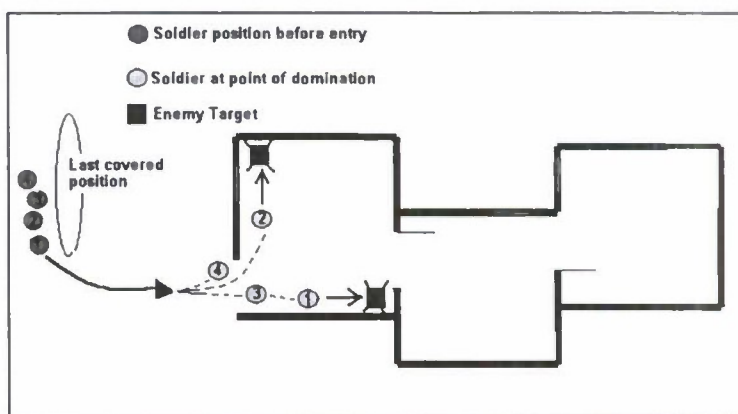 Soldier position before entry
Soldier at point of domination
Enemy Target
Last covered
position
2
4
3
1